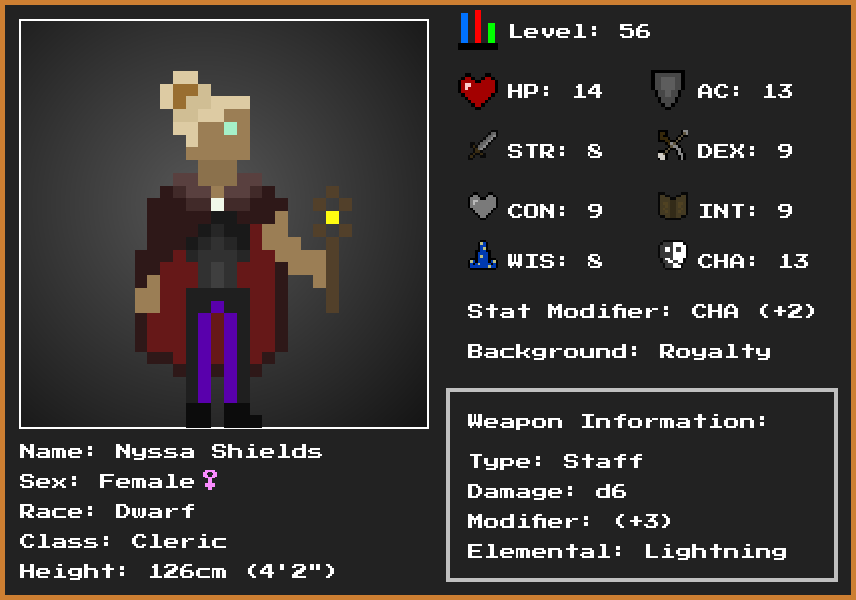 Level: 56
HP: 14
AC: 13
STR: 8
DEX: 9
CON: 9
INT: 9
WIS: 8
CHA: 13
Stat Modifier: CHA (+2)
Background: Royalty
Weapon Information:
Type: Staff
Damage: d6
Modifier: (+3)
Elemental: Lightning
Name: Nyssa Shields
Sex: Female♀
Race: Dwarf
Class: Cleric
Height: 126cm (4'2")